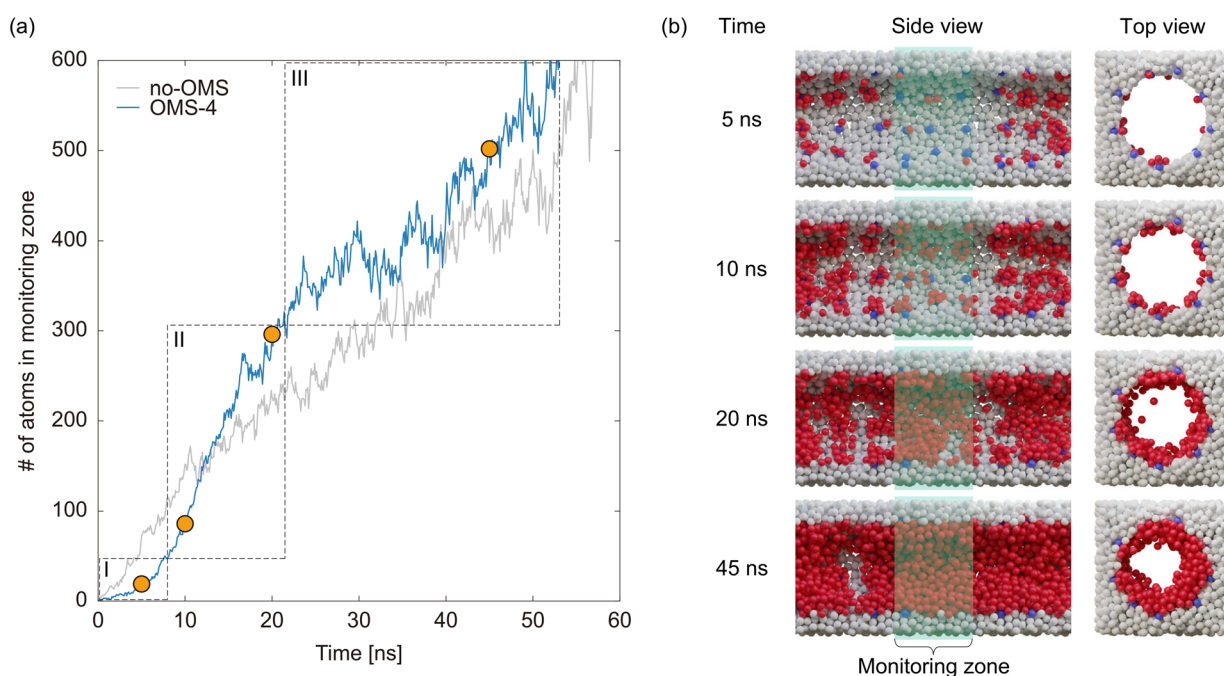 (a)
# of atoms in monitoring zone
600
500
400
300
200
100
0
no-OMS
OMS-4
I
II
III
0 10 20 30 40 50 60
Time [ns]
(b) Time Side view Top view
5 ns
10 ns
20 ns
45 ns
Monitoring zone